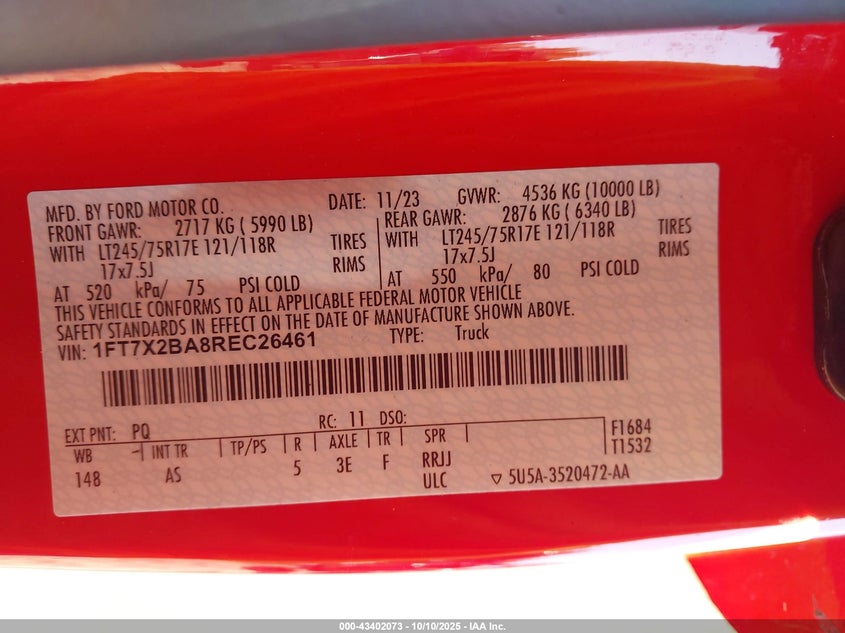 MFD. BY FORD MOTOR CO. DATE: 11/23 GVWR: 4536 KG (10000 LB)
FRONT GAWR: 2717 KG ( 5990 LB) REAR GAWR: 2876 KG ( 6340 LB)
WITH LT245/75R17E 121/118R TIRES WITH LT245/75R17E 121/118R TIRES
17x7.5J RIMS 17x7.5J RIMS
AT 520 kPa/ 75 PSI COLD AT 550 kPa/ 80 PSI COLD
THIS VEHICLE CONFORMS TO ALL APPLICABLE FEDERAL MOTOR VEHICLE
SAFETY STANDARDS IN EFFECT ON THE DATE OF MANUFACTURE SHOWN ABOVE.
VIN: 1FT7X2BA8REC26461 TYPE: Truck
EXT PNT: PQ RC: 11 DSO:
WB INT TR TP/PS R AXLE TR SPR F1684
148 AS 5 3E F RRJJ T1532
ULC ▽ 5U5A-3520472-AA
000-43402073 - 10/10/2025 - IAA Inc.